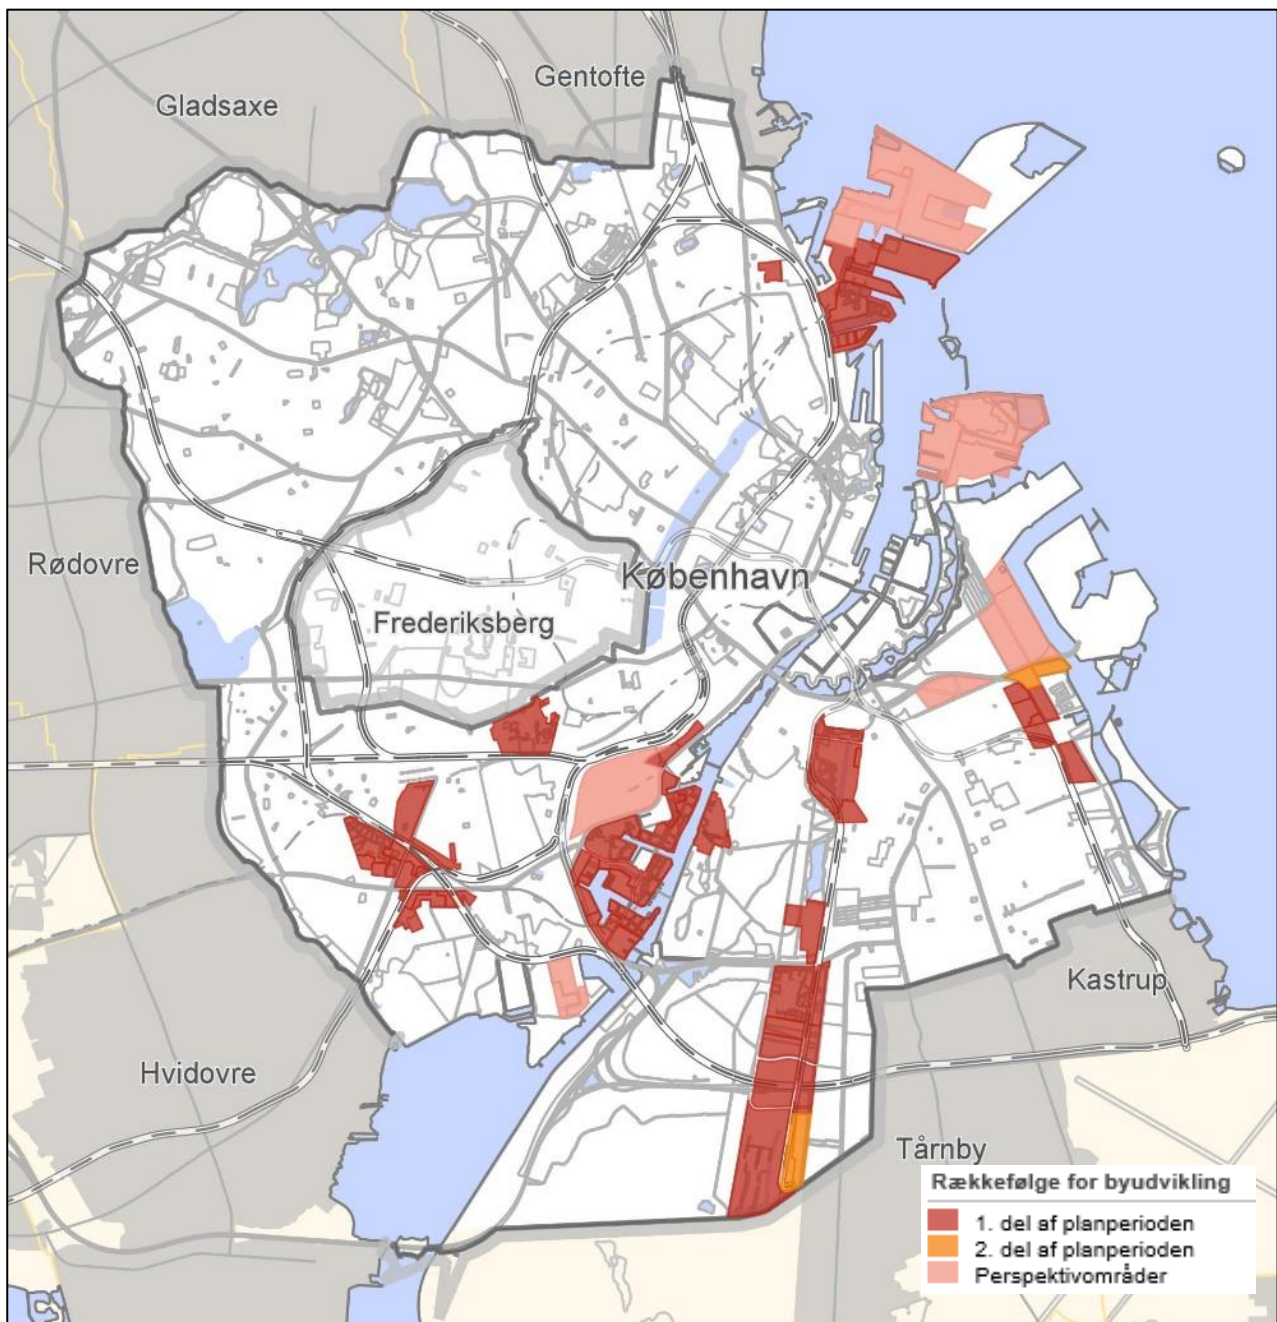 Gentofte
Gladsaxe
Rødovre
København
Frederiksberg
Kastrup
Hvidovre
Tårnby
Rækkefølge for byudvikling
1. del af planperioden
2. del af planperioden
Perspektivområder